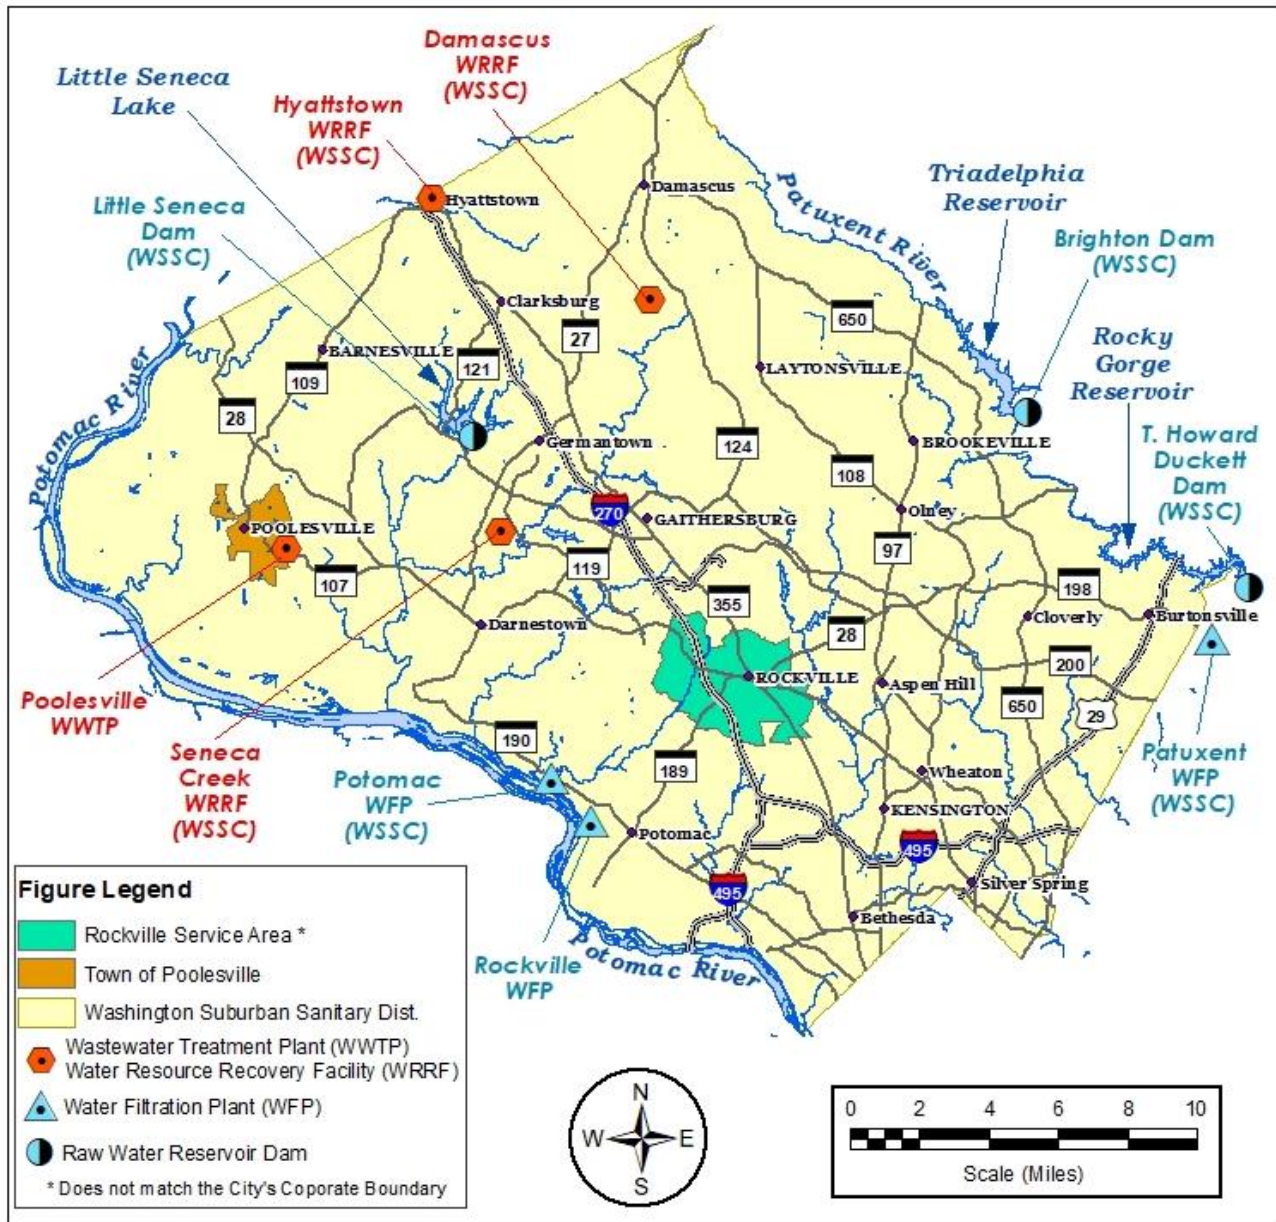 Damascus
WRRF
(WSSC)
Little Seneca
Lake
Hyattstown
WRRF
(WSSC)
Little Seneca
Dam
(WSSC)
Triadelphia
Reservoir
Patuxent River
Brighton Dam
(WSSC)
Rocky
Gorge
Reservoir
T. Howard
Duckett
Dam
(WSSC)
Damascus
Hyattstown
Clarksburg
650
27
BARNESVILLE
121
109
LAYTONSVILLE
Potomac River
28
Germantown
124
BROOKEVILLE
108
270
GAITHERSBURG
Olney
POOLESVILLE
97
119
107
355
198
Darnestown
28
Cloverly
Burtonsville
200
ROCKVILLE
Aspen Hill
650
29
Poolesville
WWTP
Seneca
Creek
WRRF
(WSSC)
190
Potomac
WFP
(WSSC)
189
Wheaton
Patuxent
WFP
(WSSC)
KENSINGTON
Potomac
495
495
Silver Spring
Bethesda
Rockville
WFP
Potomac River
Figure Legend
Rockville Service Area *
Town of Poolesville
Washington Suburban Sanitary Dist.
Wastewater Treatment Plant (WWTP)
Water Resource Recovery Facility (WRRF)
Water Filtration Plant (WFP)
Raw Water Reservoir Dam
* Does not match the City's Coporate Boundary
N
W E
S
0 2 4 6 8 10
Scale (Miles)